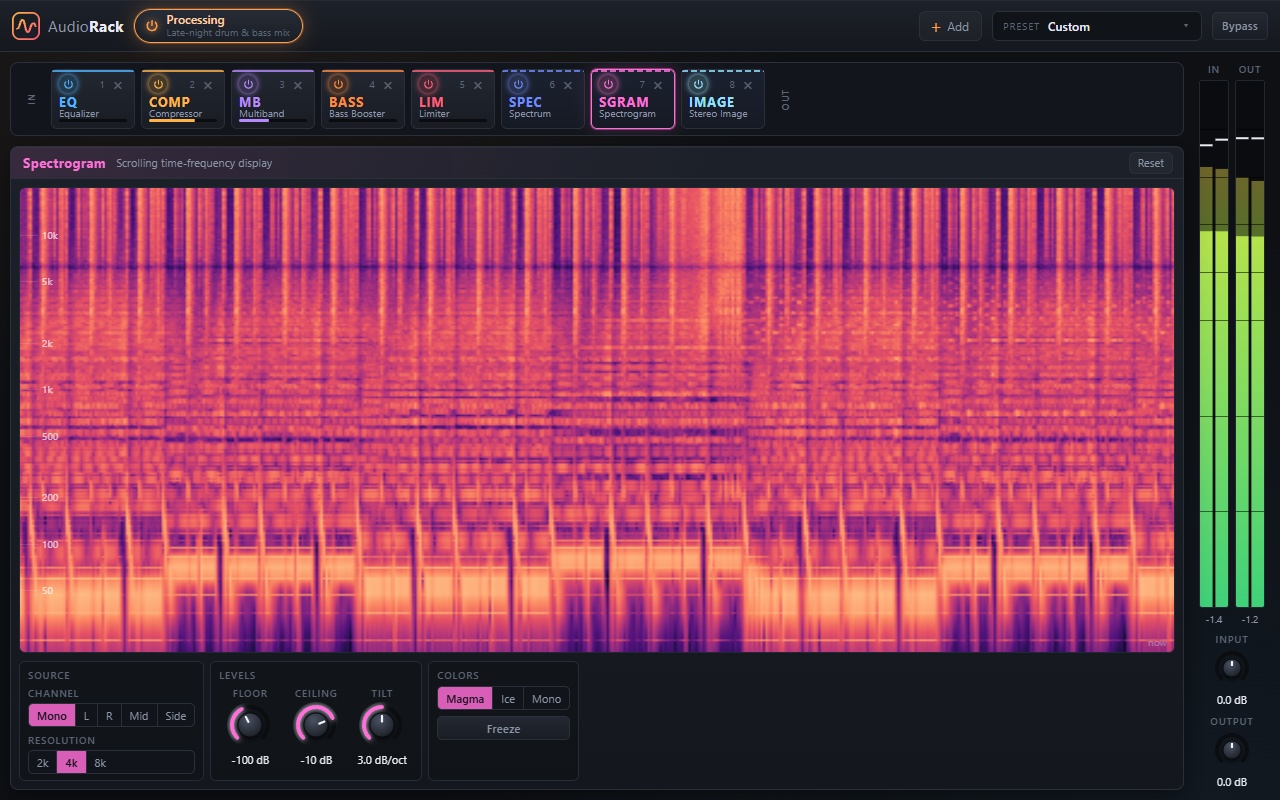 AudioRack
Processing
Late-night drum & bass mix
+ Add
PRESET Custom
Bypass
IN
1
EQ
Equalizer
2
COMP
Compressor
3
MB
Multiband
4
BASS
Bass Booster
5
LIM
Limiter
6
SPEC
Spectrum
7
SGRAM
Spectrogram
8
IMAGE
Stereo Image
OUT
IN OUT
Spectrogram Scrolling time-frequency display
Reset
10k
5k
2k
1k
500
200
100
50
now
-1.4 -1.2
INPUT
0.0 dB
OUTPUT
0.0 dB
SOURCE
CHANNEL
Mono L R Mid Side
RESOLUTION
2k 4k 8k
LEVELS
FLOOR CEILING TILT
-100 dB -10 dB 3.0 dB/oct
COLORS
Magma Ice Mono
Freeze